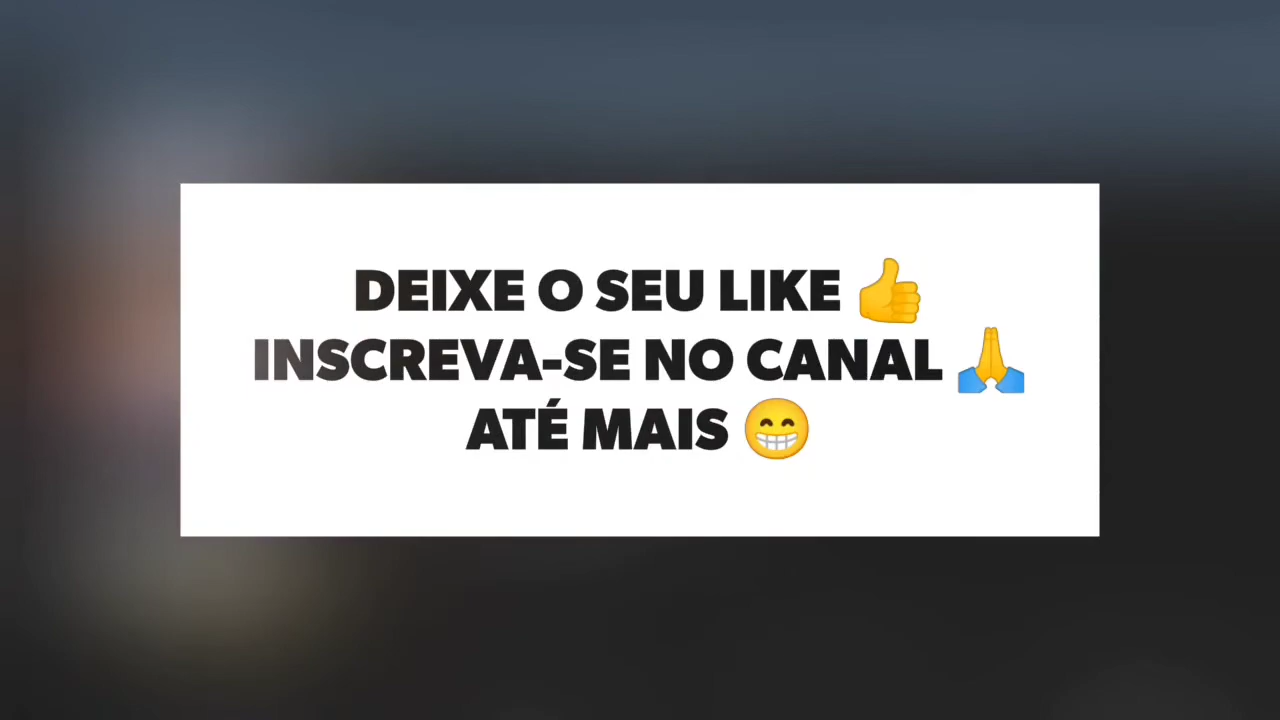 DEIXE O SEU LIKE 👍
INSCREVA-SE NO CANAL 🙏
ATÉ MAIS 😁